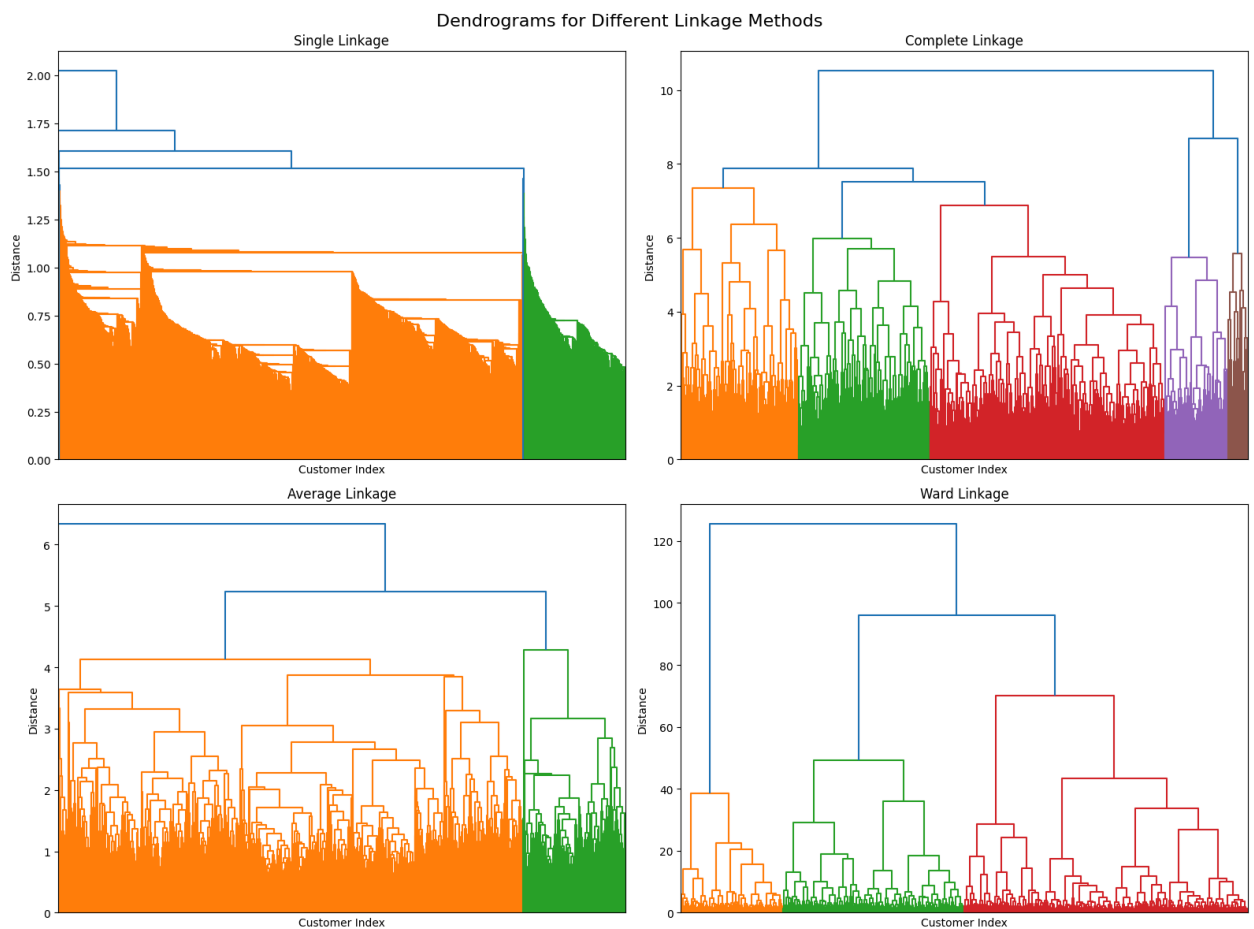 Dendrograms for Different Linkage Methods
Single Linkage
Distance
2.00
1.75
1.50
1.25
1.00
0.75
0.50
0.25
0.00
Customer Index
Complete Linkage
Distance
10
8
6
4
2
0
Customer Index
Average Linkage
Distance
6
5
4
3
2
1
0
Customer Index
Ward Linkage
Distance
120
100
80
60
40
20
0
Customer Index